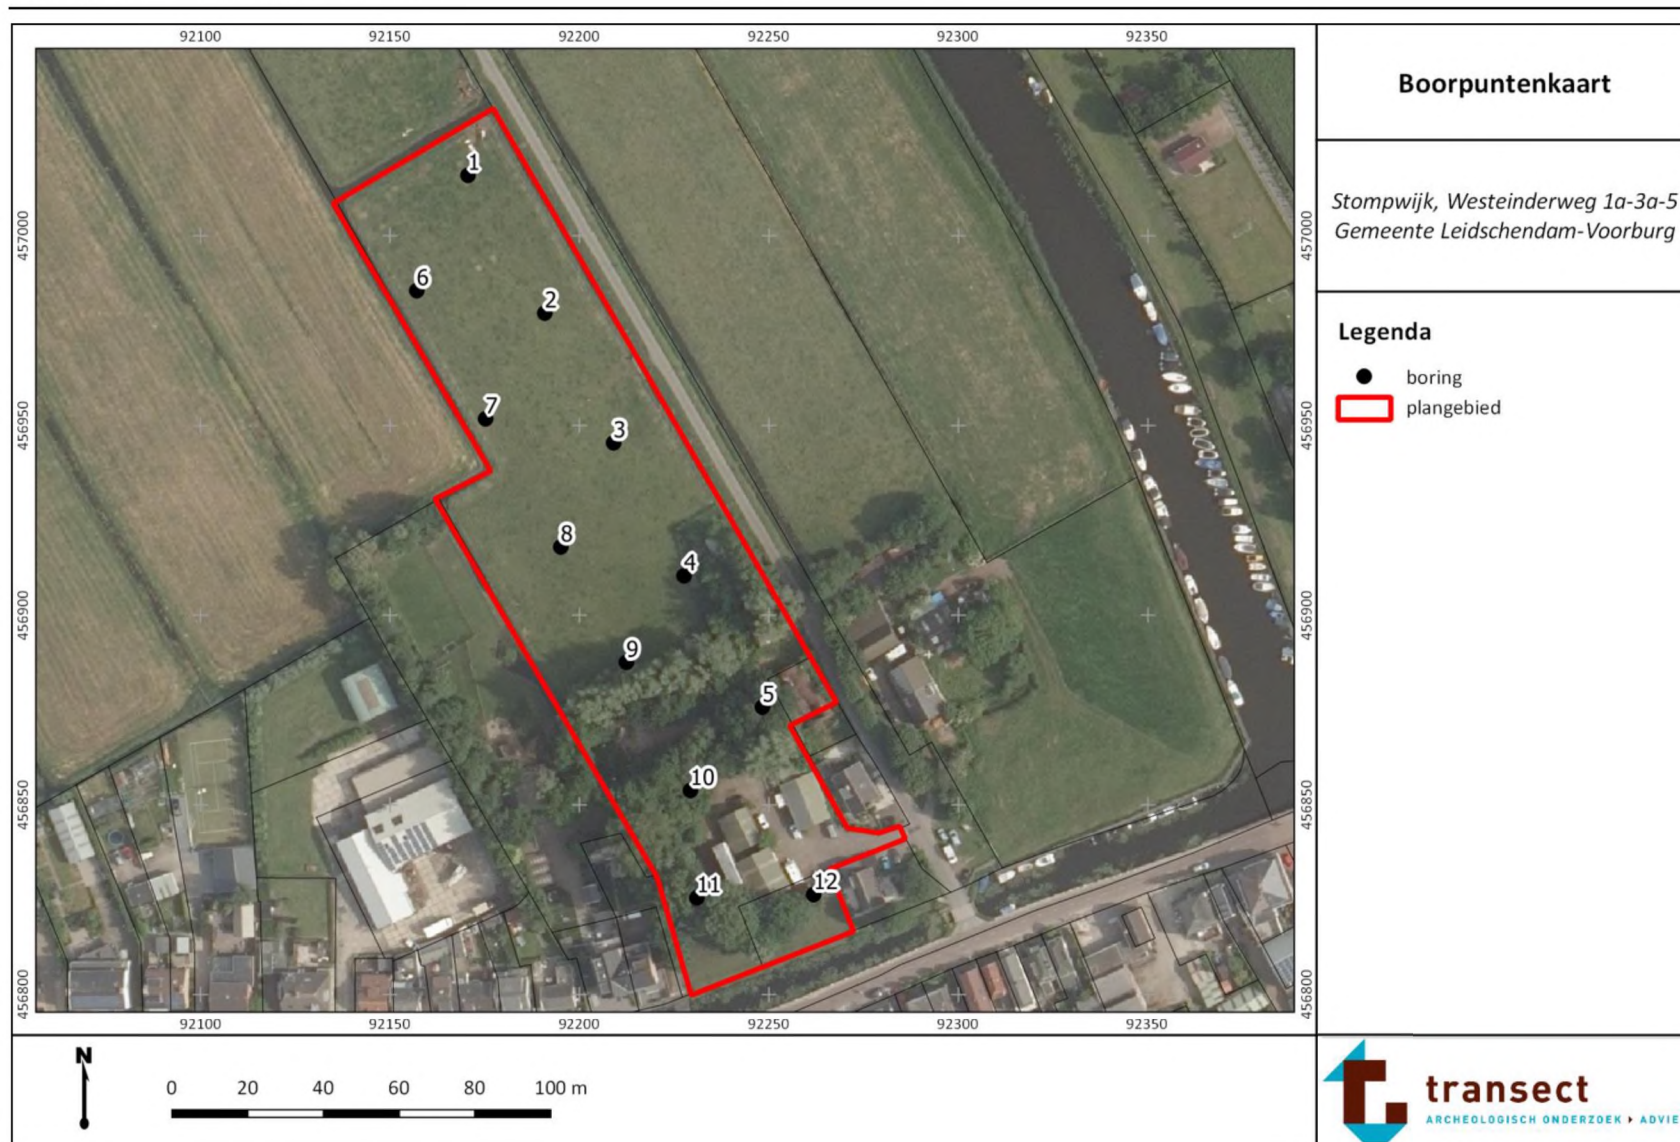 92100 92150 92200 92250 92300 92350
Boorpuntenkaart
Stompwijk, Westeinderweg 1a-3a-5
Gemeente Leidschendam-Voorburg
Legenda
boring
plangebied
457000
456950
456900
456850
456800
457000
456950
456900
456850
456800
1
6
2
7
3
8
4
9
5
10
11
12
92100 92150 92200 92250 92300 92350
N
0 20 40 60 80 100 m
transect
ARCHEOLOGISCH ONDERZOEK ▸ ADVIE